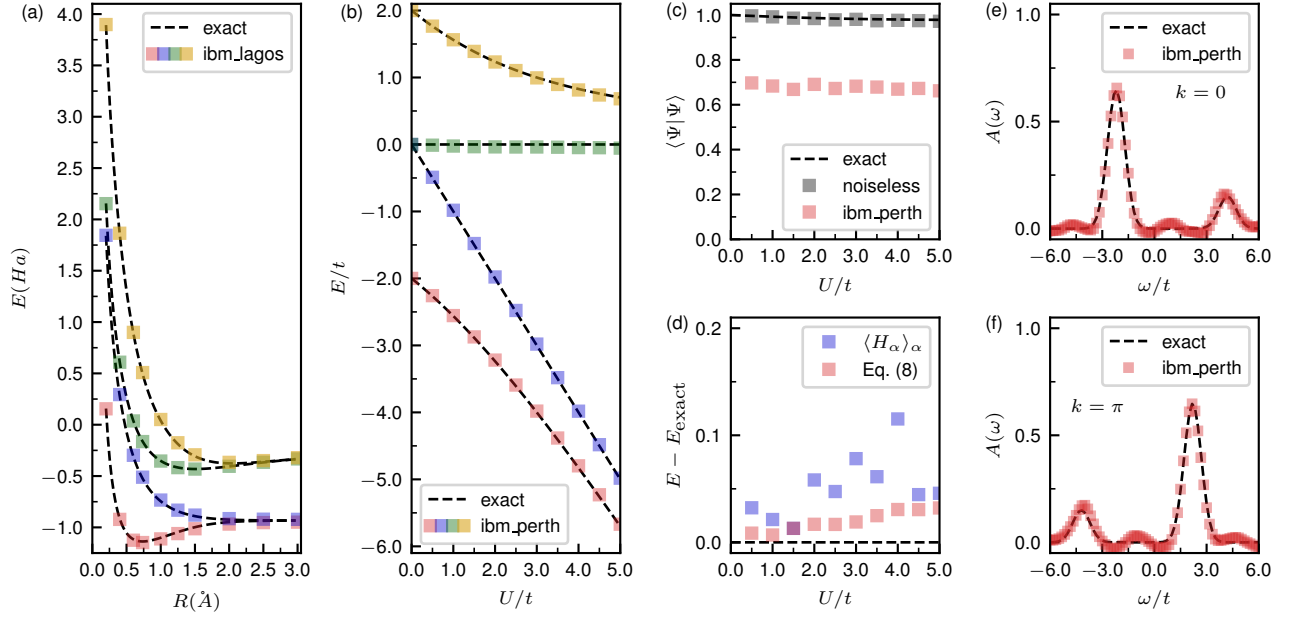 (a)
4.0
3.5
3.0
2.5
2.0
1.5
1.0
0.5
0.0
−0.5
−1.0
E(Ha)
0.0 0.5 1.0 1.5 2.0 2.5 3.0
R(Å)
exact
ibm_lagos
(b)
2.0
1.0
0.0
−1.0
−2.0
−3.0
−4.0
−5.0
−6.0
E/t
0.0 1.0 2.0 3.0 4.0 5.0
U/t
exact
ibm_perth
(c)
1.0
0.8
0.6
0.4
0.2
0.0
⟨Ψ|Ψ⟩
0.0 1.0 2.0 3.0 4.0 5.0
U/t
exact
noiseless
ibm_perth
(d)
0.2
0.1
0.0
E − E_exact
0.0 1.0 2.0 3.0 4.0 5.0
U/t
⟨H_α⟩_α
Eq. (8)
(e)
1.0
0.5
0.0
A(ω)
−6.0 −3.0 0.0 3.0 6.0
ω/t
exact
ibm_perth
k = 0
(f)
1.0
0.5
0.0
A(ω)
−6.0 −3.0 0.0 3.0 6.0
ω/t
exact
ibm_perth
k = π